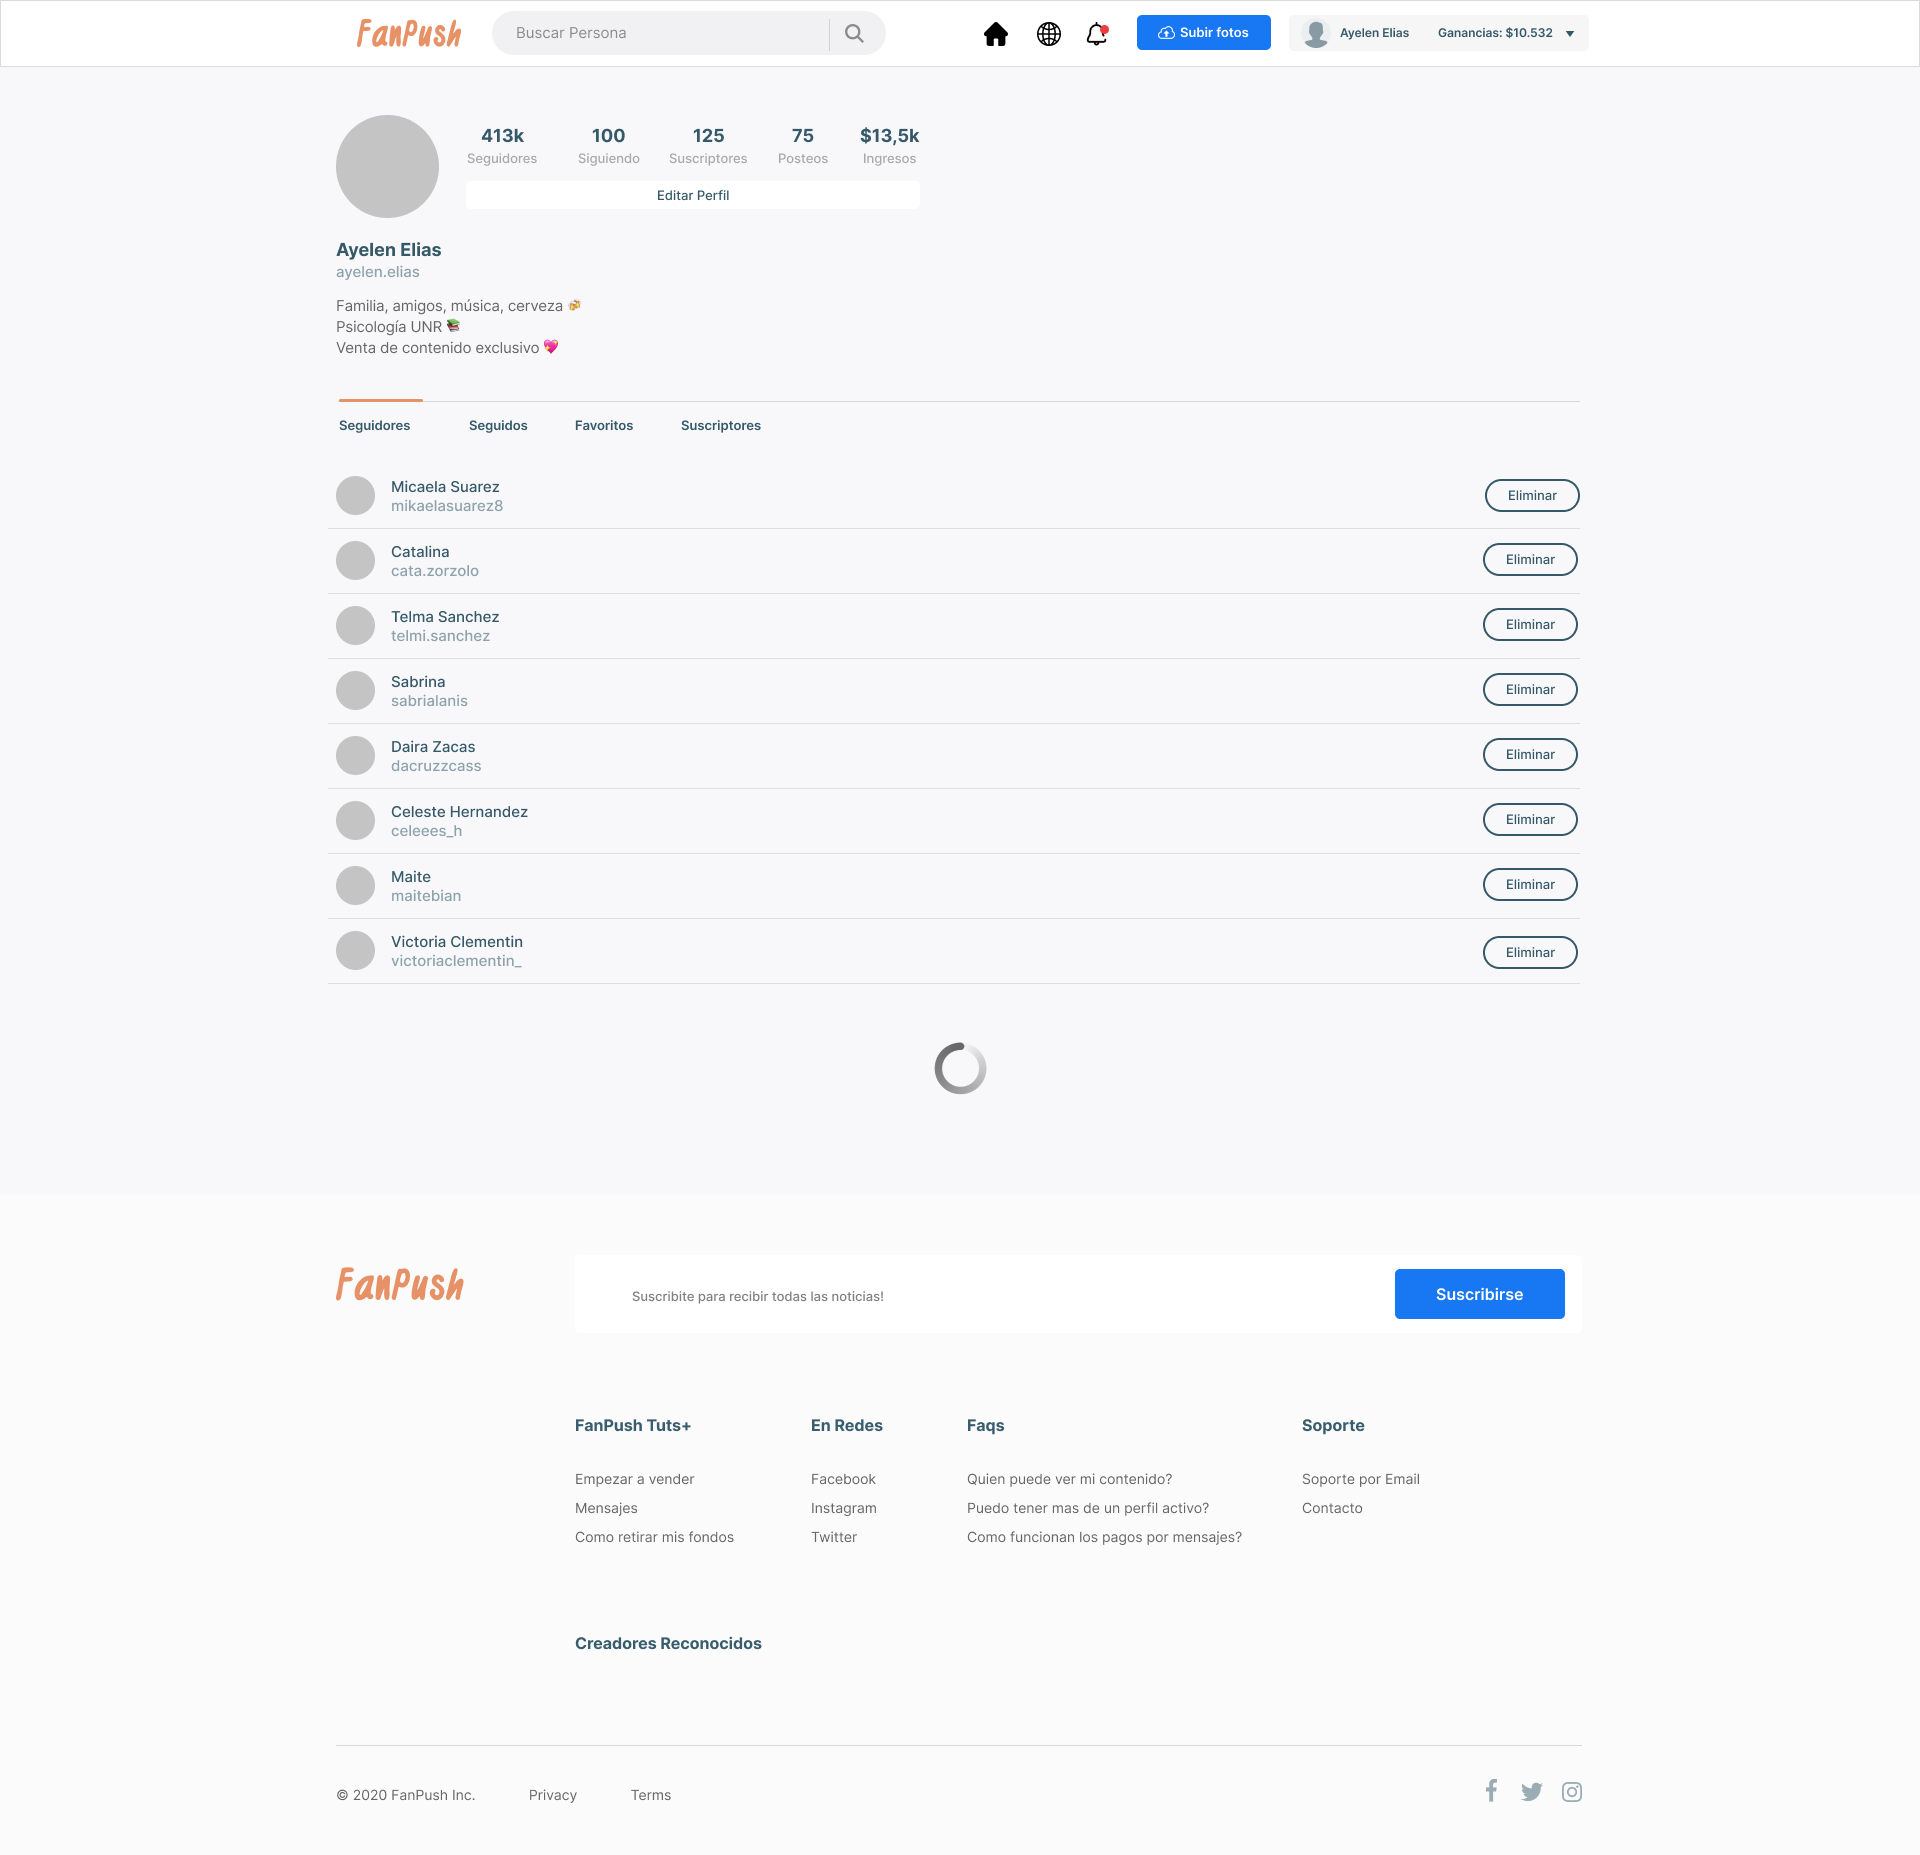 FanPush
Buscar Persona
Subir fotos
Ayelen Elias
Ganancias: $10.532
413k
100
125
75
$13,5k
Seguidores
Siguiendo
Suscriptores
Posteos
Ingresos
Editar Perfil
Ayelen Elias
ayelen.elias
Familia, amigos, música, cerveza 🍻
Psicología UNR 📚
Venta de contenido exclusivo 💖
Seguidores
Seguidos
Favoritos
Suscriptores
Micaela Suarez
mikaelasuarez8
Eliminar
Catalina
cata.zorzolo
Eliminar
Telma Sanchez
telmi.sanchez
Eliminar
Sabrina
sabrialanis
Eliminar
Daira Zacas
dacruzzcass
Eliminar
Celeste Hernandez
celeees_h
Eliminar
Maite
maitebian
Eliminar
Victoria Clementin
victoriaclementin_
Eliminar
FanPush
Suscribite para recibir todas las noticias!
Suscribirse
FanPush Tuts+
Empezar a vender
Mensajes
Como retirar mis fondos
En Redes
Facebook
Instagram
Twitter
Faqs
Quien puede ver mi contenido?
Puedo tener mas de un perfil activo?
Como funcionan los pagos por mensajes?
Soporte
Soporte por Email
Contacto
Creadores Reconocidos
© 2020 FanPush Inc.
Privacy
Terms